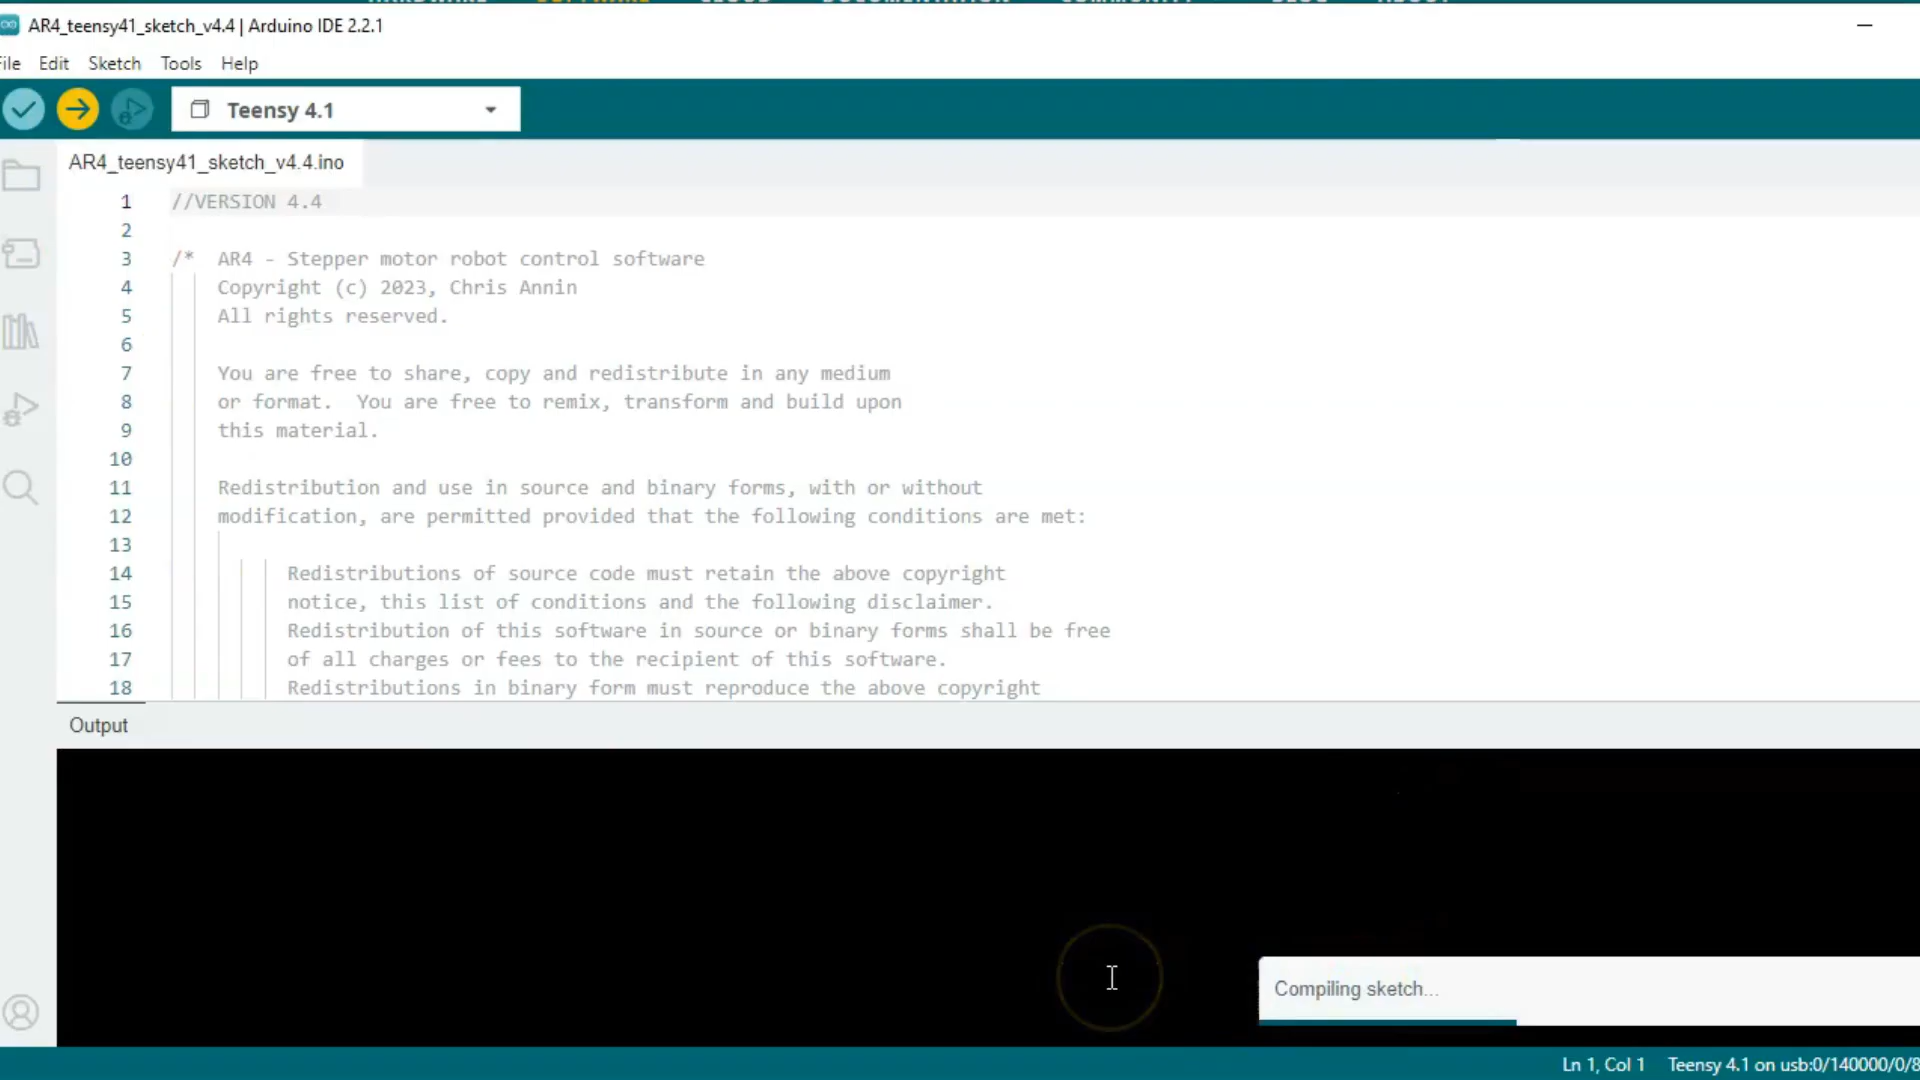 HARDWARE SOFTWARE CLOUD DOCUMENTATION COMMUNITY BLOG ABOUT
AR4_teensy41_sketch_v4.4 | Arduino IDE 2.2.1
File Edit Sketch Tools Help
Teensy 4.1
AR4_teensy41_sketch_v4.4.ino
1 //VERSION 4.4
2
3 /* AR4 - Stepper motor robot control software
4 Copyright (c) 2023, Chris Annin
5 All rights reserved.
6
7 You are free to share, copy and redistribute in any medium
8 or format. You are free to remix, transform and build upon
9 this material.
10
11 Redistribution and use in source and binary forms, with or without
12 modification, are permitted provided that the following conditions are met:
13
14 Redistributions of source code must retain the above copyright
15 notice, this list of conditions and the following disclaimer.
16 Redistribution of this software in source or binary forms shall be free
17 of all charges or fees to the recipient of this software.
18 Redistributions in binary form must reproduce the above copyright
Output
Compiling sketch...
Ln 1, Col 1 Teensy 4.1 on usb:0/140000/0/8